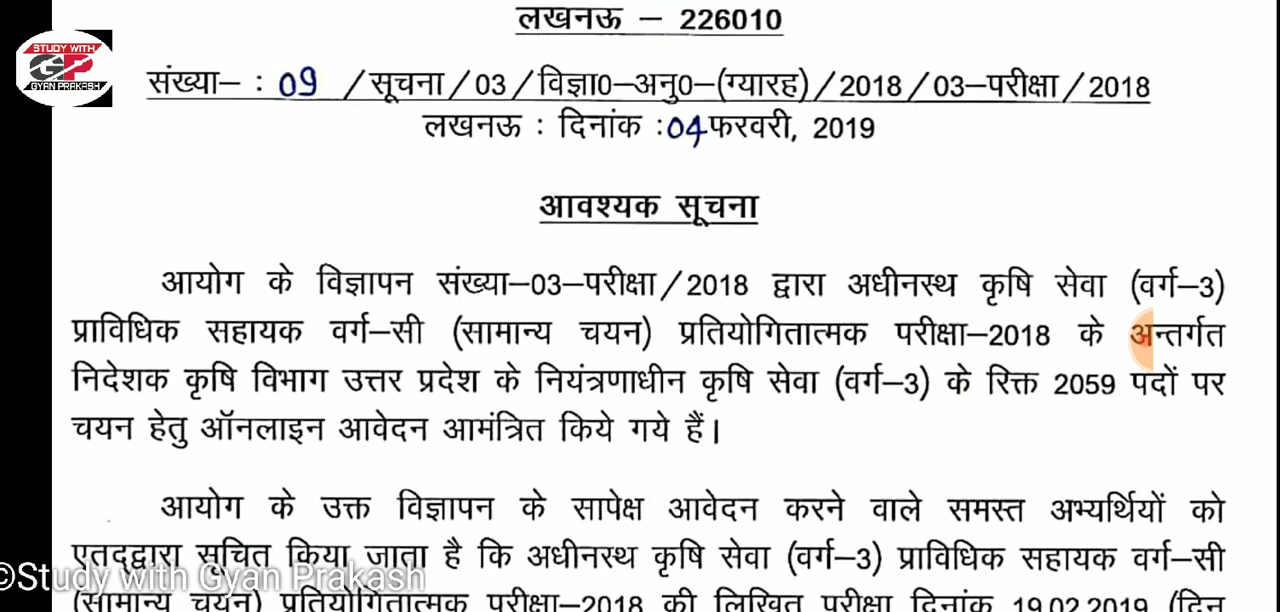 लखनऊ – 226010
STUDY WITH
GP
GYAN PRAKASH
संख्या– : 09 /सूचना/03/विज्ञा0–अनु0–(ग्यारह)/2018/03–परीक्षा/2018
लखनऊ : दिनांक :04फरवरी, 2019
आवश्यक सूचना
आयोग के विज्ञापन संख्या–03–परीक्षा/2018 द्वारा अधीनस्थ कृषि सेवा (वर्ग–3)
प्राविधिक सहायक वर्ग–सी (सामान्य चयन) प्रतियोगितात्मक परीक्षा–2018 के अन्तर्गत
निदेशक कृषि विभाग उत्तर प्रदेश के नियंत्रणाधीन कृषि सेवा (वर्ग–3) के रिक्त 2059 पदों पर
चयन हेतु ऑनलाइन आवेदन आमंत्रित किये गये हैं।
आयोग के उक्त विज्ञापन के सापेक्ष आवेदन करने वाले समस्त अभ्यर्थियों को
एतद्द्वारा सूचित किया जाता है कि अधीनस्थ कृषि सेवा (वर्ग–3) प्राविधिक सहायक वर्ग–सी
©Study with Gyan Prakash
(सामान्य चयन) प्रतियोगितात्मक परीक्षा–2018 की लिखित परीक्षा दिनांक 19.02.2019 (दिन